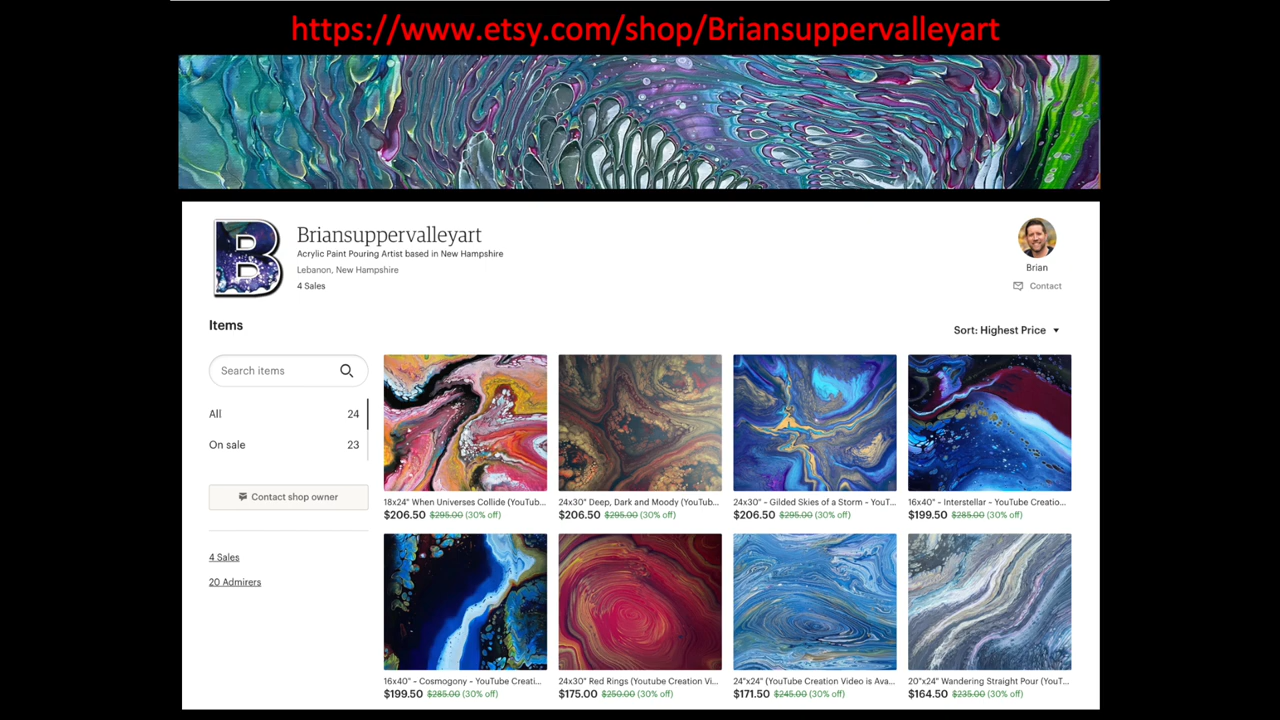 https://www.etsy.com/shop/Briansuppervalleyart
B
Briansuppervalleyart
Acrylic Paint Pouring Artist based in New Hampshire
Lebanon, New Hampshire
4 Sales
Brian
Contact
Items
Sort: Highest Price
Search items
All 24
On sale 23
Contact shop owner
4 Sales
20 Admirers
18x24" When Universes Collide (YouTub...
$206.50 $295.00 (30% off)
24x30" Deep, Dark and Moody (YouTub...
$206.50 $295.00 (30% off)
24x30" - Gilded Skies of a Storm - YouT...
$206.50 $295.00 (30% off)
16x40" - Interstellar - YouTube Creatio...
$199.50 $285.00 (30% off)
16x40" - Cosmogony - YouTube Creati...
$199.50 $285.00 (30% off)
24x30" Red Rings (Youtube Creation Vi...
$175.00 $250.00 (30% off)
24"x24" (YouTube Creation Video is Ava...
$171.50 $245.00 (30% off)
20"x24" Wandering Straight Pour (YouT...
$164.50 $235.00 (30% off)